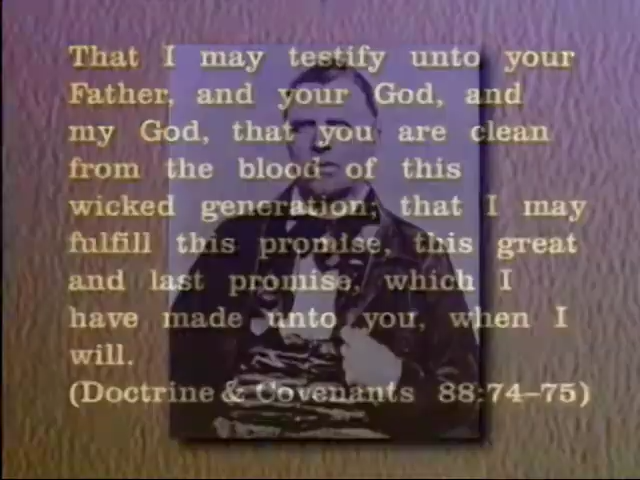 That I may testify unto your
Father, and your God, and
my God, that you are clean
from the blood of this
wicked generation; that I may
fulfill this promise, this great
and last promise, which I
have made unto you, when I
will.
(Doctrine & Covenants 88:74–75)